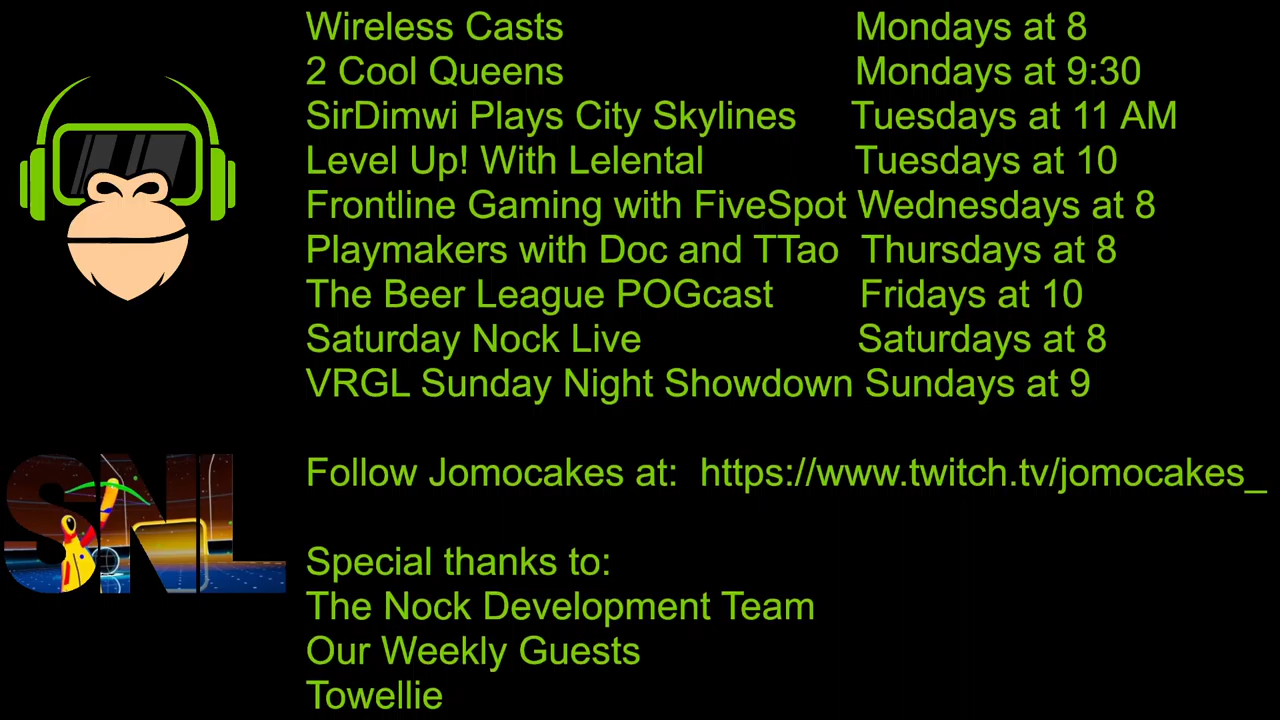 Wireless Casts Mondays at 8
2 Cool Queens Mondays at 9:30
SirDimwi Plays City Skylines Tuesdays at 11 AM
Level Up! With Lelental Tuesdays at 10
Frontline Gaming with FiveSpot Wednesdays at 8
Playmakers with Doc and TTao Thursdays at 8
The Beer League POGcast Fridays at 10
Saturday Nock Live Saturdays at 8
VRGL Sunday Night Showdown Sundays at 9
Follow Jomocakes at: https://www.twitch.tv/jomocakes_
SNL
Special thanks to:
The Nock Development Team
Our Weekly Guests
Towellie